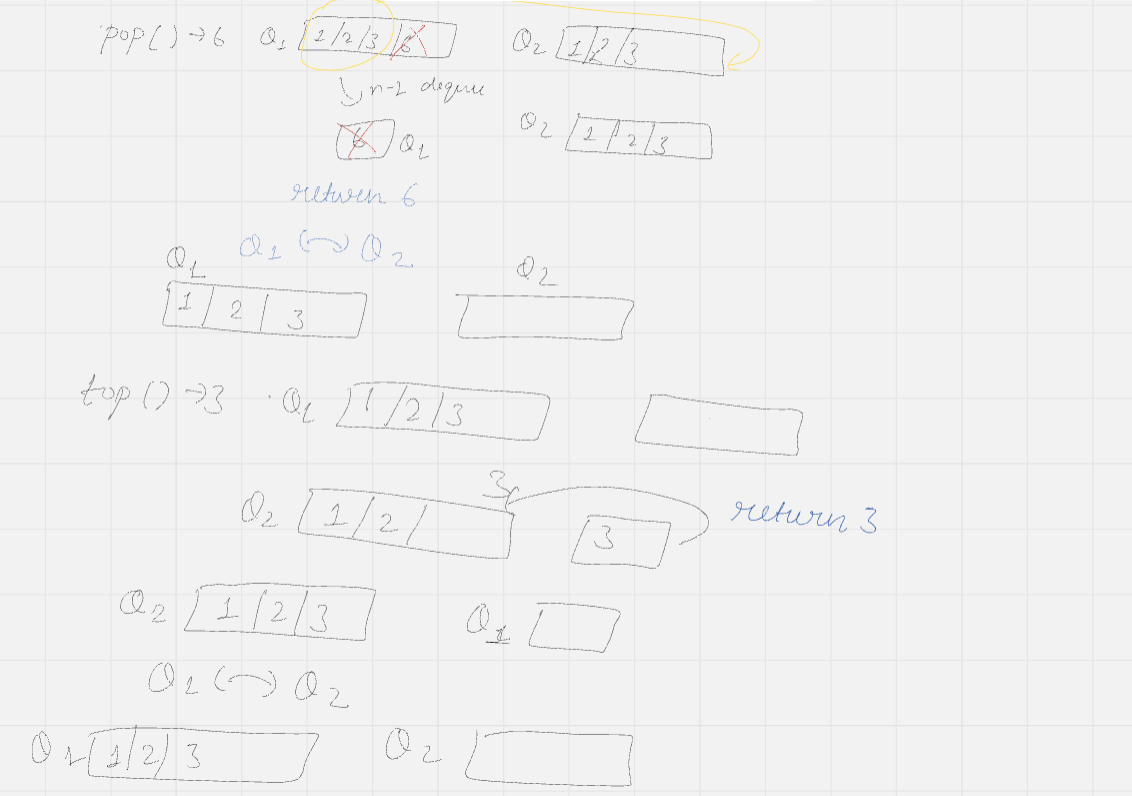 pop() → 6 Q1 1 2 3 6 Q2 1 2 3
n-1 deque
6 Q1 Q2 1 2 3
return 6
Q1 ↔ Q2
Q1 Q2
1 2 3
top() → 3 Q1 1 2 3
3
Q2 1 2 3 return 3
Q2 1 2 3 Q1
Q1 ↔ Q2
Q1 1 2 3 Q2